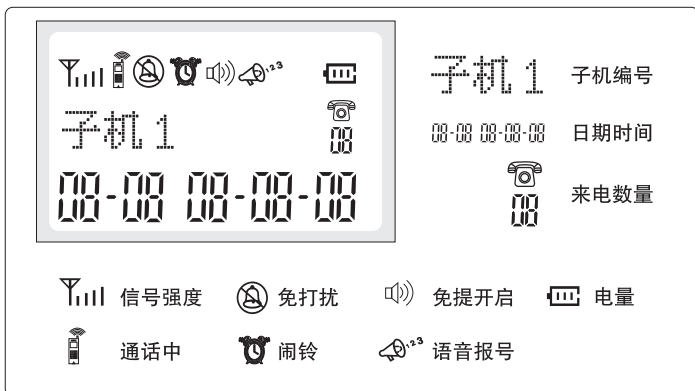 123
子机 1
08
08-08 08-08-08
子机 1 子机编号
08-08 08-08-08 日期时间
08 来电数量
信号强度 免打扰 免提开启 电量
通话中 闹铃 123 语音报号